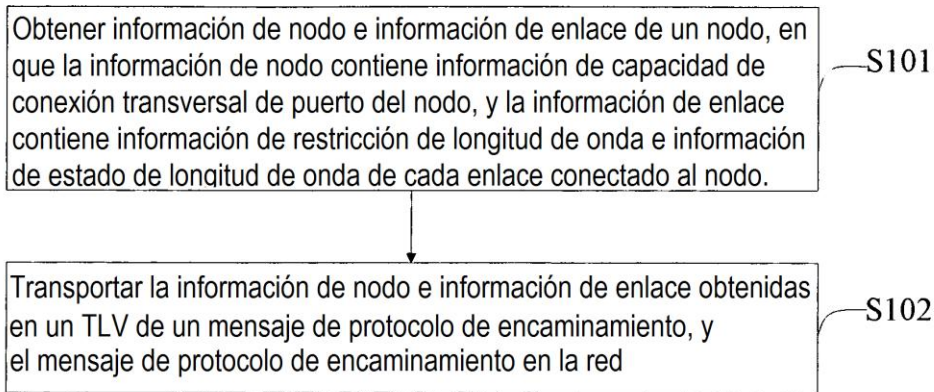 Obtener información de nodo e información de enlace de un nodo, en
que la información de nodo contiene información de capacidad de
conexión transversal de puerto del nodo, y la información de enlace
contiene información de restricción de longitud de onda e información
de estado de longitud de onda de cada enlace conectado al nodo.
S101
Transportar la información de nodo e información de enlace obtenidas
en un TLV de un mensaje de protocolo de encaminamiento, y
el mensaje de protocolo de encaminamiento en la red
S102